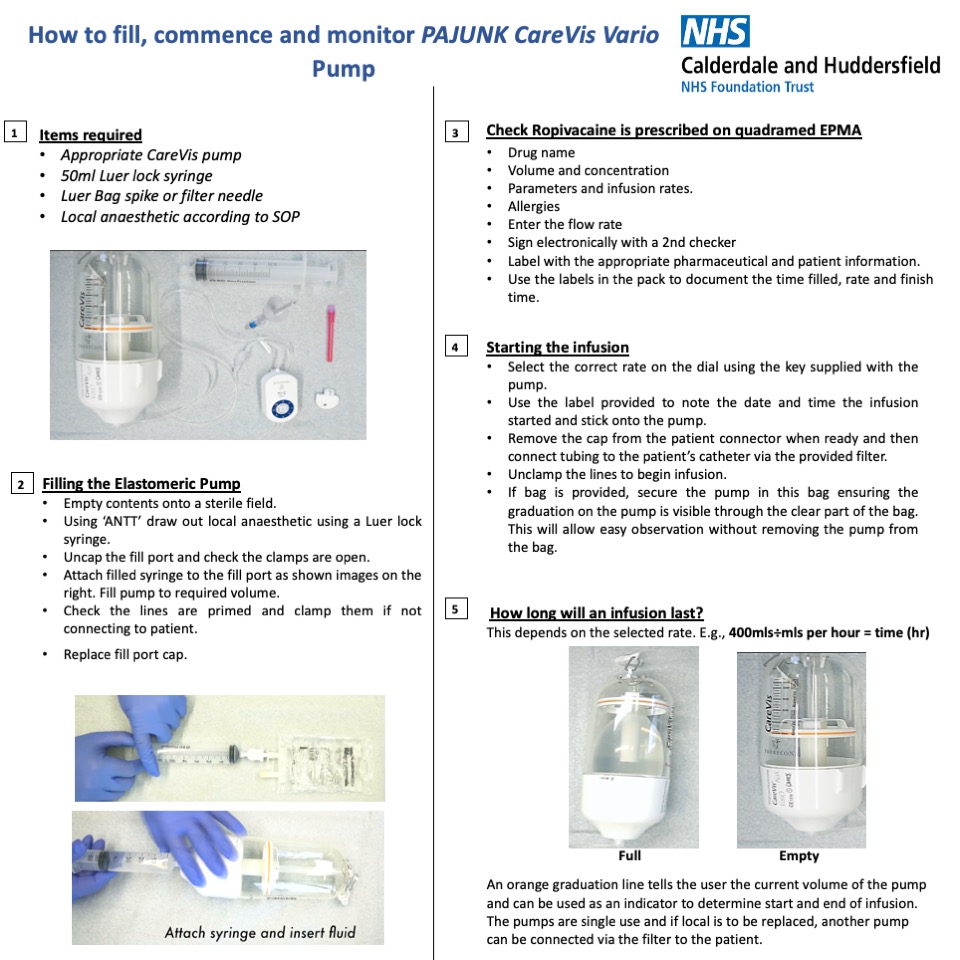 How to fill, commence and monitor PAJUNK CareVis Vario
Pump
NHS
Calderdale and Huddersfield
NHS Foundation Trust
1 Items required
• Appropriate CareVis pump
• 50ml Luer lock syringe
• Luer Bag spike or filter needle
• Local anaesthetic according to SOP
CareVis
2 Filling the Elastomeric Pump
• Empty contents onto a sterile field.
• Using ‘ANTT’ draw out local anaesthetic using a Luer lock
syringe.
• Uncap the fill port and check the clamps are open.
• Attach filled syringe to the fill port as shown images on the
right. Fill pump to required volume.
• Check the lines are primed and clamp them if not
connecting to patient.
• Replace fill port cap.
Attach syringe and insert fluid
3 Check Ropivacaine is prescribed on quadramed EPMA
• Drug name
• Volume and concentration
• Parameters and infusion rates.
• Allergies
• Enter the flow rate
• Sign electronically with a 2nd checker
• Label with the appropriate pharmaceutical and patient information.
• Use the labels in the pack to document the time filled, rate and finish
time.
4 Starting the infusion
• Select the correct rate on the dial using the key supplied with the
pump.
• Use the label provided to note the date and time the infusion
started and stick onto the pump.
• Remove the cap from the patient connector when ready and then
connect tubing to the patient’s catheter via the provided filter.
• Unclamp the lines to begin infusion.
• If bag is provided, secure the pump in this bag ensuring the
graduation on the pump is visible through the clear part of the bag.
This will allow easy observation without removing the pump from
the bag.
5 How long will an infusion last?
This depends on the selected rate. E.g., 400mls÷mls per hour = time (hr)
CareVis
Full
Empty
An orange graduation line tells the user the current volume of the pump
and can be used as an indicator to determine start and end of infusion.
The pumps are single use and if local is to be replaced, another pump
can be connected via the filter to the patient.